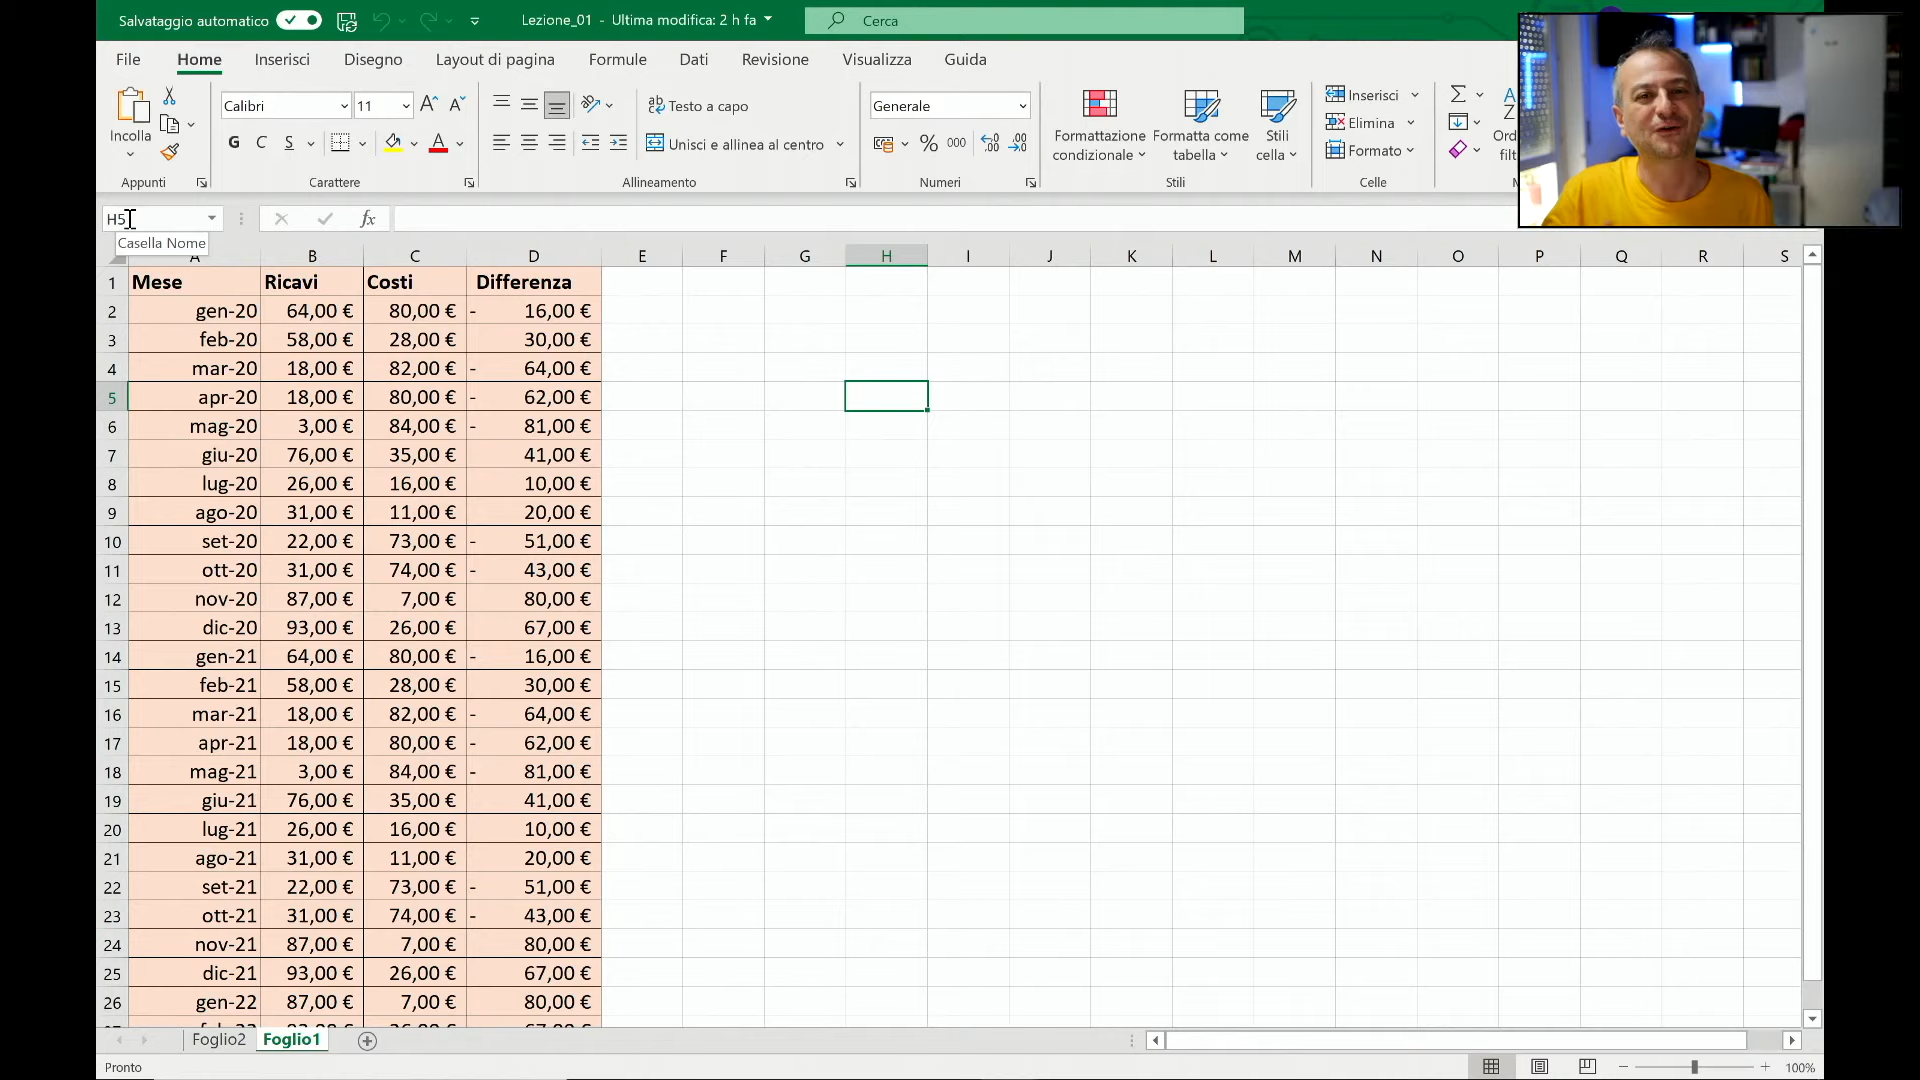 Salvataggio automatico
Lezione_01 - Ultima modifica: 2 h fa
Cerca
File Home Inserisci Disegno Layout di pagina Formule Dati Revisione Visualizza Guida
Incolla
Appunti
Calibri 11
G C S A
Carattere
ab Testo a capo
Unisci e allinea al centro
Allineamento
Generale
% 000
Numeri
Formattazione condizionale
Formatta come tabella
Stili cella
Stili
Inserisci
Elimina
Formato
Celle
H5
fx
Casella Nome
A B C D E F G H I J K L M N O P Q R S
1 Mese Ricavi Costi Differenza
2 gen-20 64,00 € 80,00 € - 16,00 €
3 feb-20 58,00 € 28,00 € 30,00 €
4 mar-20 18,00 € 82,00 € - 64,00 €
5 apr-20 18,00 € 80,00 € - 62,00 €
6 mag-20 3,00 € 84,00 € - 81,00 €
7 giu-20 76,00 € 35,00 € 41,00 €
8 lug-20 26,00 € 16,00 € 10,00 €
9 ago-20 31,00 € 11,00 € 20,00 €
10 set-20 22,00 € 73,00 € - 51,00 €
11 ott-20 31,00 € 74,00 € - 43,00 €
12 nov-20 87,00 € 7,00 € 80,00 €
13 dic-20 93,00 € 26,00 € 67,00 €
14 gen-21 64,00 € 80,00 € - 16,00 €
15 feb-21 58,00 € 28,00 € 30,00 €
16 mar-21 18,00 € 82,00 € - 64,00 €
17 apr-21 18,00 € 80,00 € - 62,00 €
18 mag-21 3,00 € 84,00 € - 81,00 €
19 giu-21 76,00 € 35,00 € 41,00 €
20 lug-21 26,00 € 16,00 € 10,00 €
21 ago-21 31,00 € 11,00 € 20,00 €
22 set-21 22,00 € 73,00 € - 51,00 €
23 ott-21 31,00 € 74,00 € - 43,00 €
24 nov-21 87,00 € 7,00 € 80,00 €
25 dic-21 93,00 € 26,00 € 67,00 €
26 gen-22 87,00 € 7,00 € 80,00 €
Foglio2 Foglio1
Pronto
100%